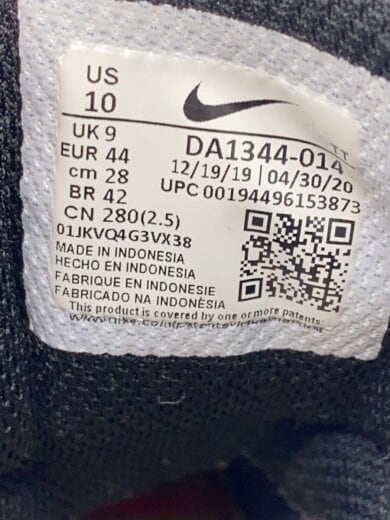 US
10
UK 9
EUR 44
cm 28
BR 42
CN 280(2.5)
01JKVQ4G3VX38
MADE IN INDONESIA
HECHO EN INDONESIA
FABRIQUE EN INDONESIE
FABRICADO NA INDONÉSIA
This product is covered by one or more patents:
TT
DA1344-014
12/19/19 | 04/30/20
UPC 00194496153873